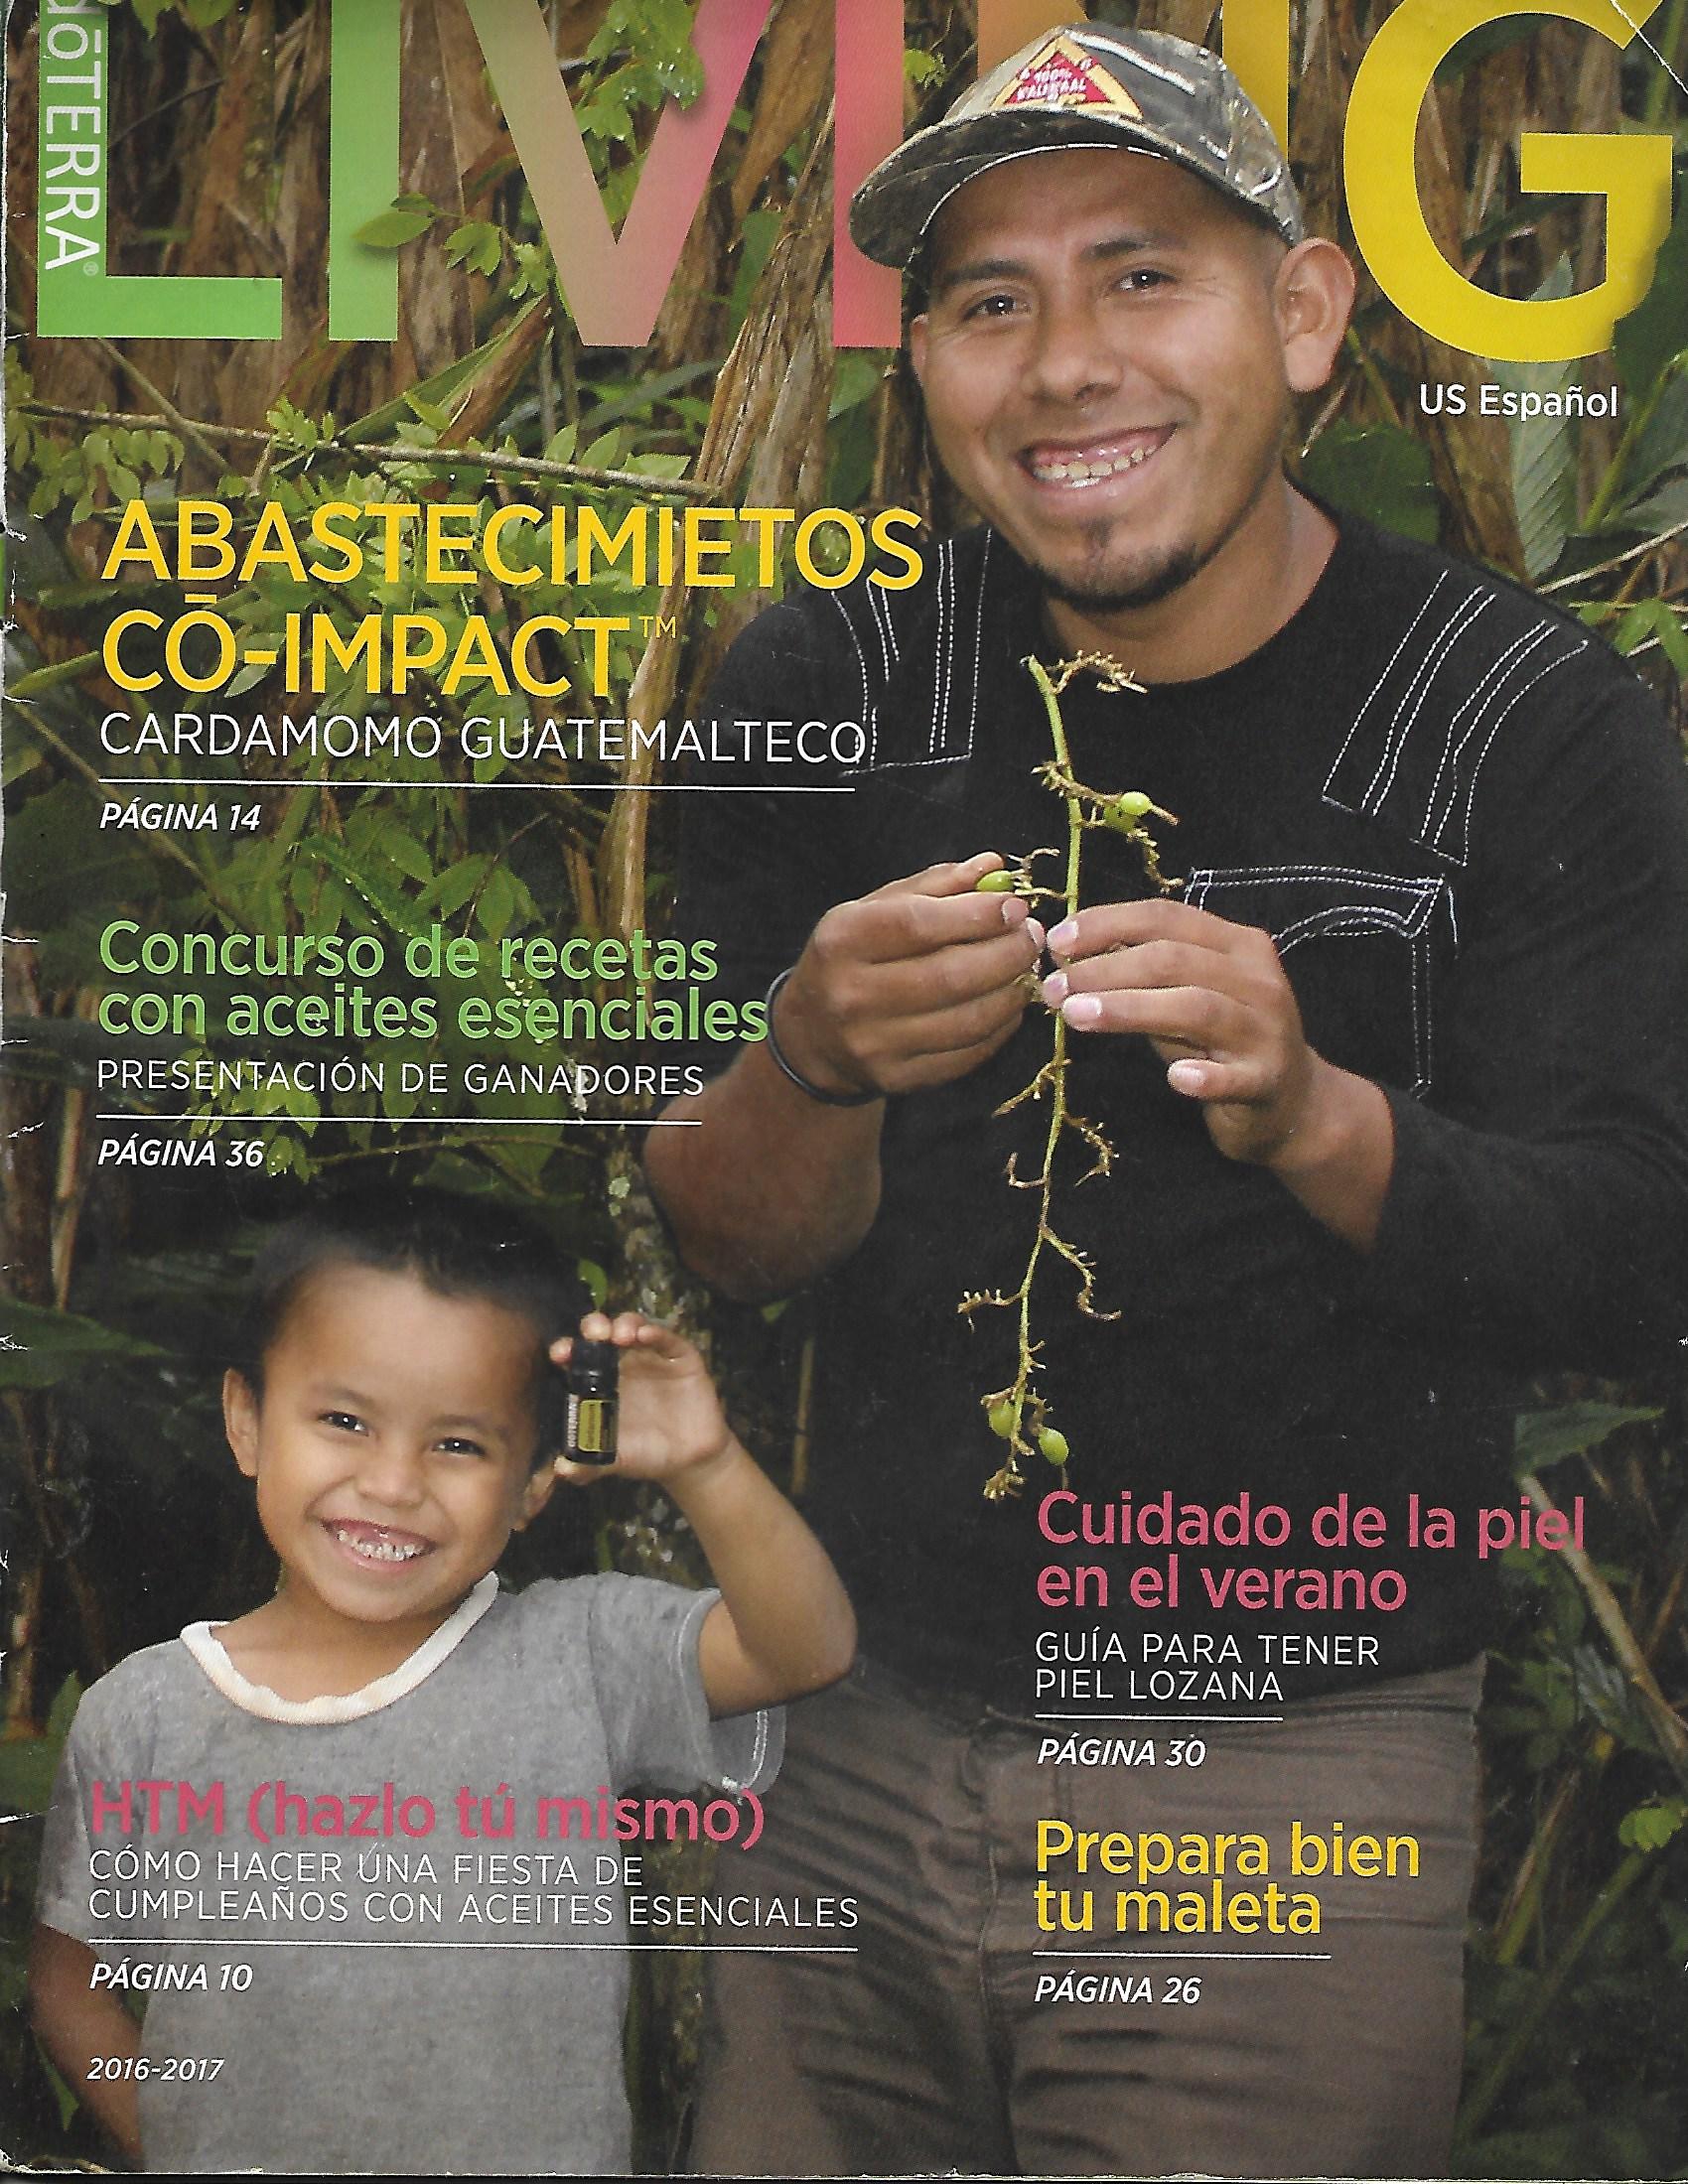 dōTERRA®
LIVING
100%
US Español
ABASTECIMIETOS
CŌ-IMPACT™
CARDAMOMO GUATEMALTECO
PÁGINA 14
Concurso de recetas
con aceites esenciales
PRESENTACIÓN DE GANADORES
PÁGINA 36
Cuidado de la piel
en el verano
GUÍA PARA TENER
PIEL LOZANA
PÁGINA 30
HTM (hazlo tú mismo)
CÓMO HACER UNA FIESTA DE
CUMPLEAÑOS CON ACEITES ESENCIALES
PÁGINA 10
Prepara bien
tu maleta
PÁGINA 26
2016-2017